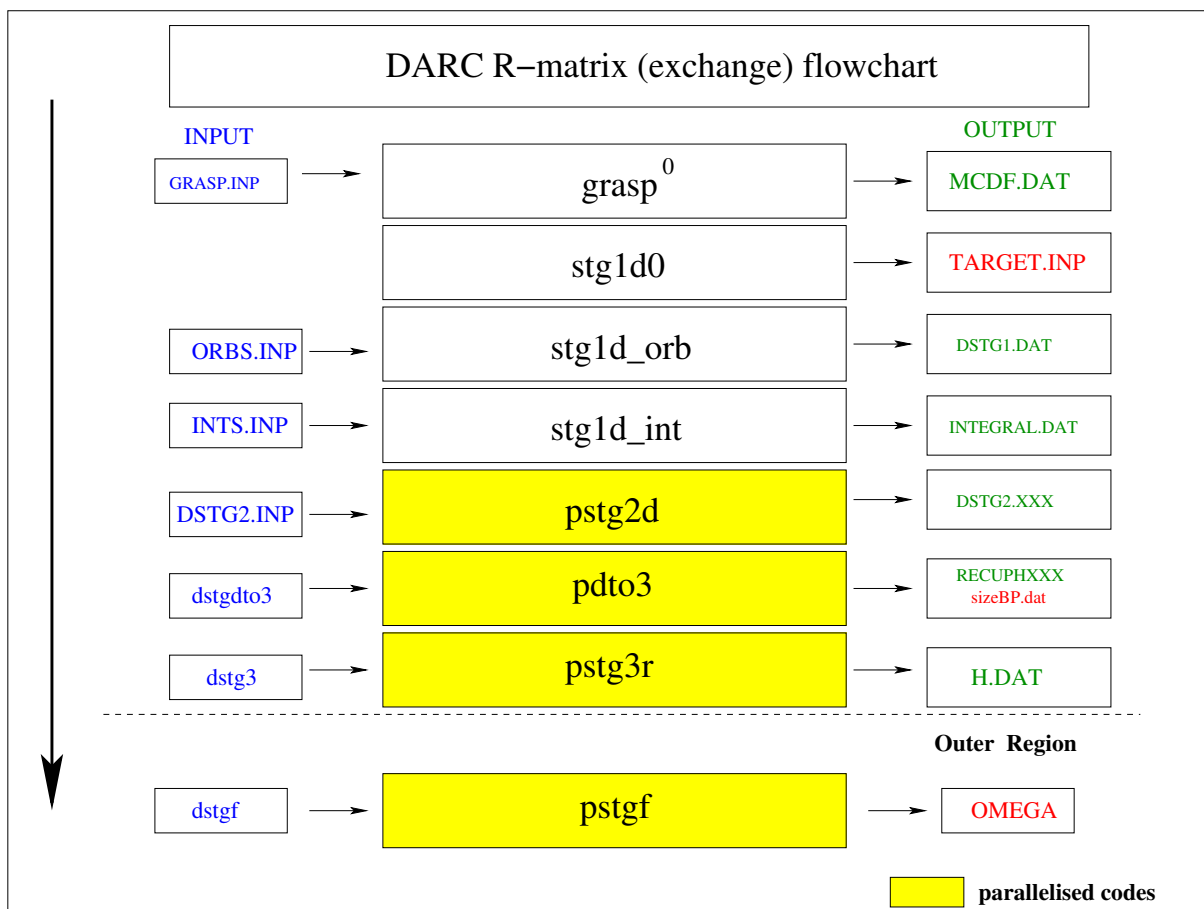 DARC R−matrix (exchange) flowchart
INPUT
OUTPUT
GRASP.INP
grasp0
MCDF.DAT
stg1d0
TARGET.INP
ORBS.INP
stg1d_orb
DSTG1.DAT
INTS.INP
stg1d_int
INTEGRAL.DAT
DSTG2.INP
pstg2d
DSTG2.XXX
dstgdto3
pdto3
RECUPHXXX
sizeBP.dat
dstg3
pstg3r
H.DAT
Outer Region
dstgf
pstgf
OMEGA
parallelised codes